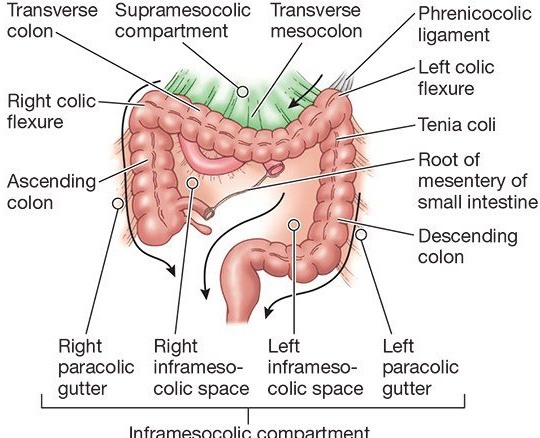 Transverse
colon
Supramesocolic
compartment
Transverse
mesocolon
Phrenicocolic
ligament
Left colic
flexure
Right colic
flexure
Tenia coli
Root of
mesentery of
small intestine
Ascending
colon
Descending
colon
Right
paracolic
gutter
Right
inframeso-
colic space
Left
inframeso-
colic space
Left
paracolic
gutter
Inframesocolic compartment